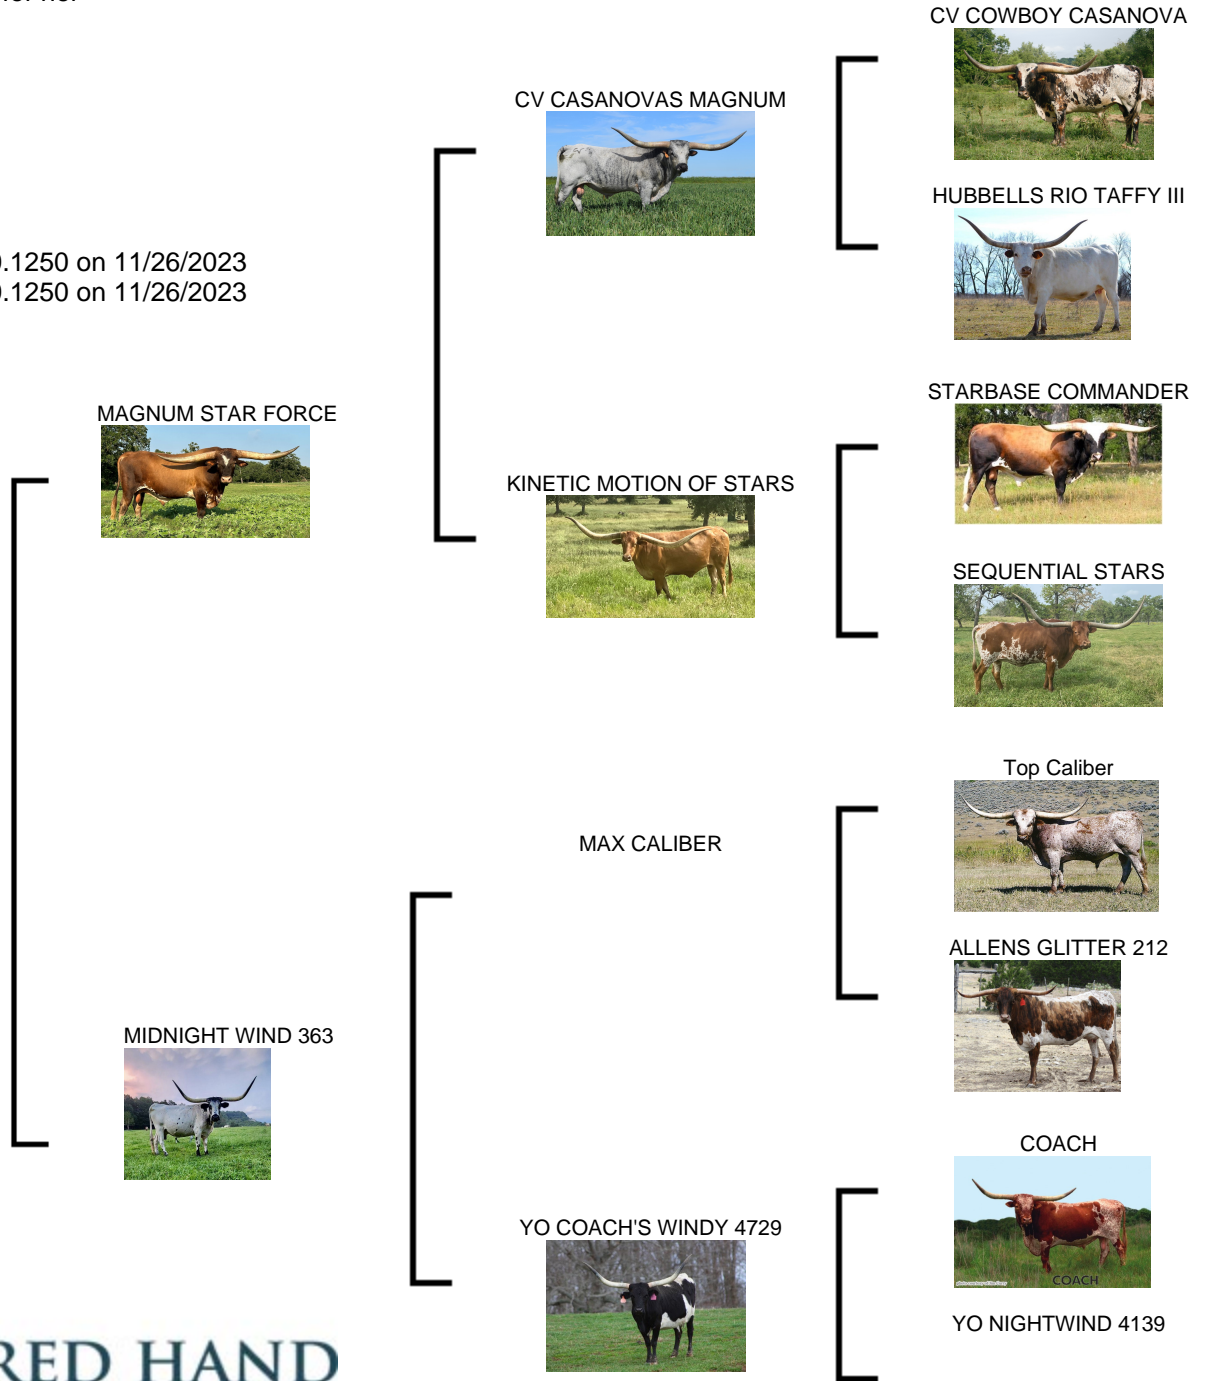 CV COWBOY CASANOVA
CV CASANOVAS MAGNUM
HUBBELLS RIO TAFFY III
.1250 on 11/26/2023
.1250 on 11/26/2023
STARBASE COMMANDER
MAGNUM STAR FORCE
KINETIC MOTION OF STARS
SEQUENTIAL STARS
Top Caliber
MAX CALIBER
ALLENS GLITTER 212
MIDNIGHT WIND 363
COACH
YO COACH'S WINDY 4729
COACH
YO NIGHTWIND 4139
RED HAND